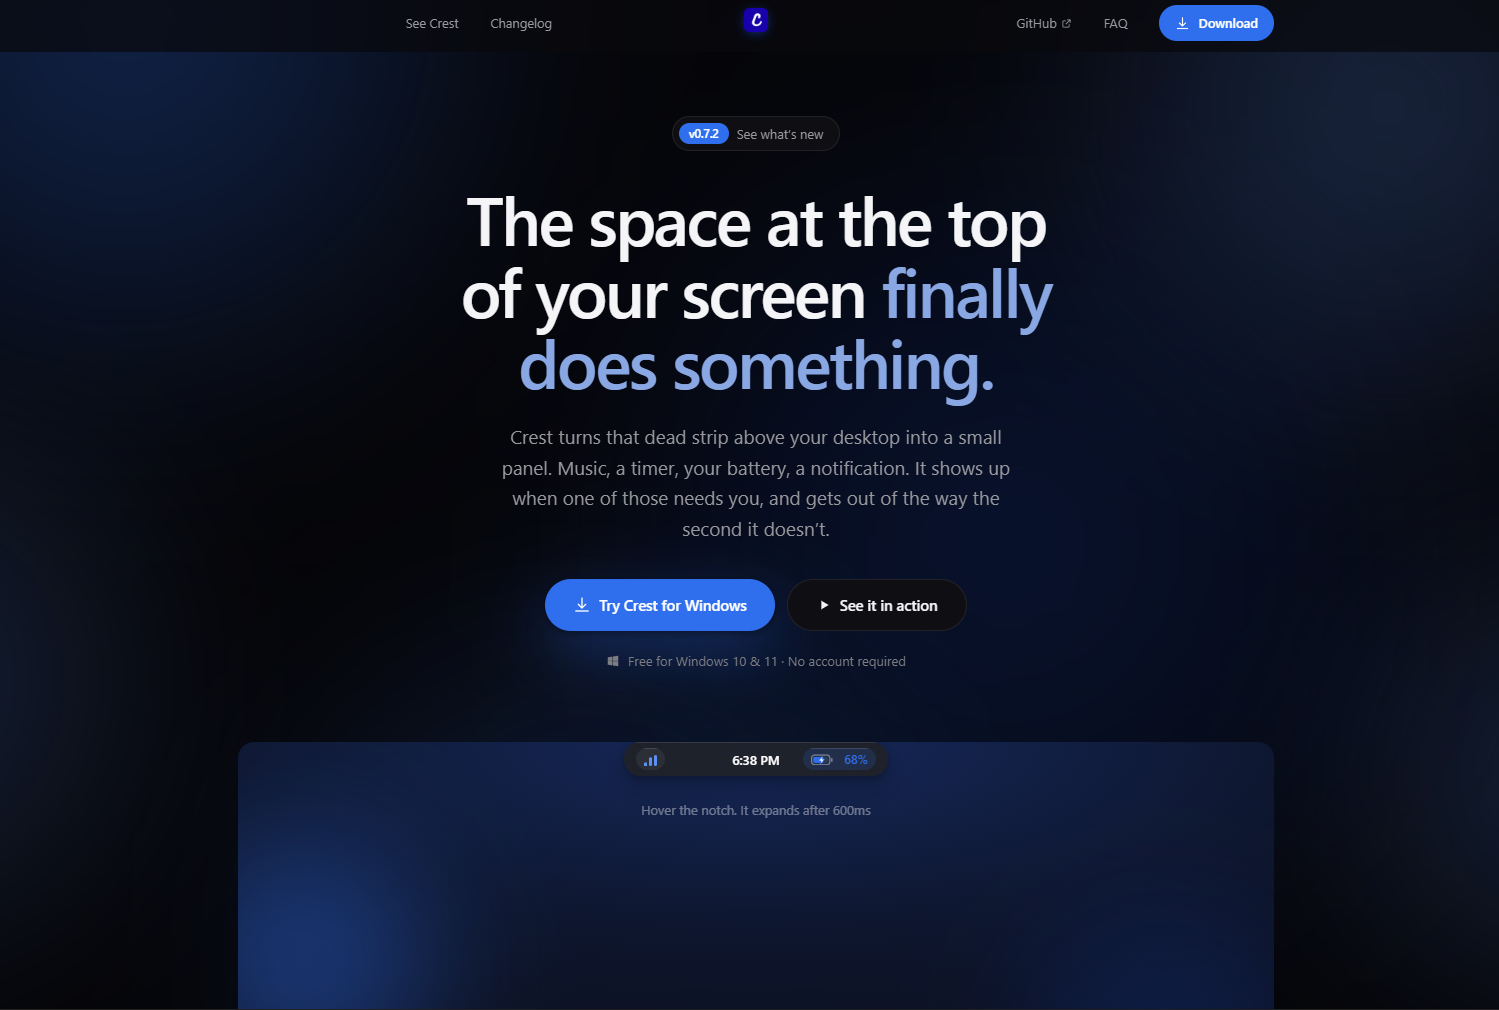 See Crest
Changelog
C
GitHub
FAQ
Download
v0.7.2 See what's new
The space at the top
of your screen finally
does something.
Crest turns that dead strip above your desktop into a small
panel. Music, a timer, your battery, a notification. It shows up
when one of those needs you, and gets out of the way the
second it doesn’t.
Try Crest for Windows
See it in action
Free for Windows 10 & 11 · No account required
6:38 PM
68%
Hover the notch. It expands after 600ms